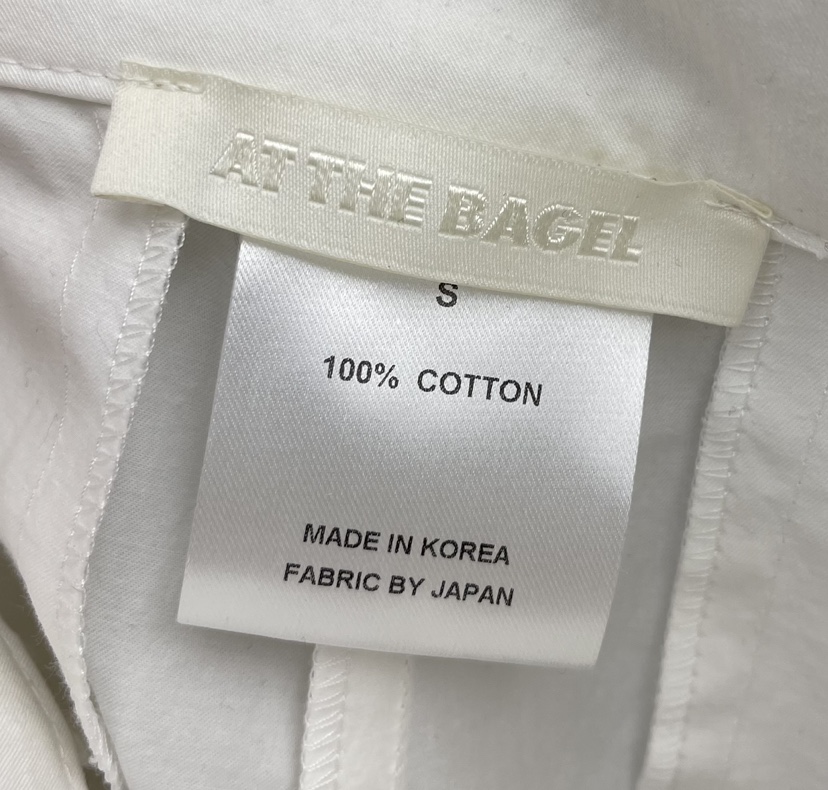 AT THE BAGEL
S
100% COTTON
MADE IN KOREA
FABRIC BY JAPAN